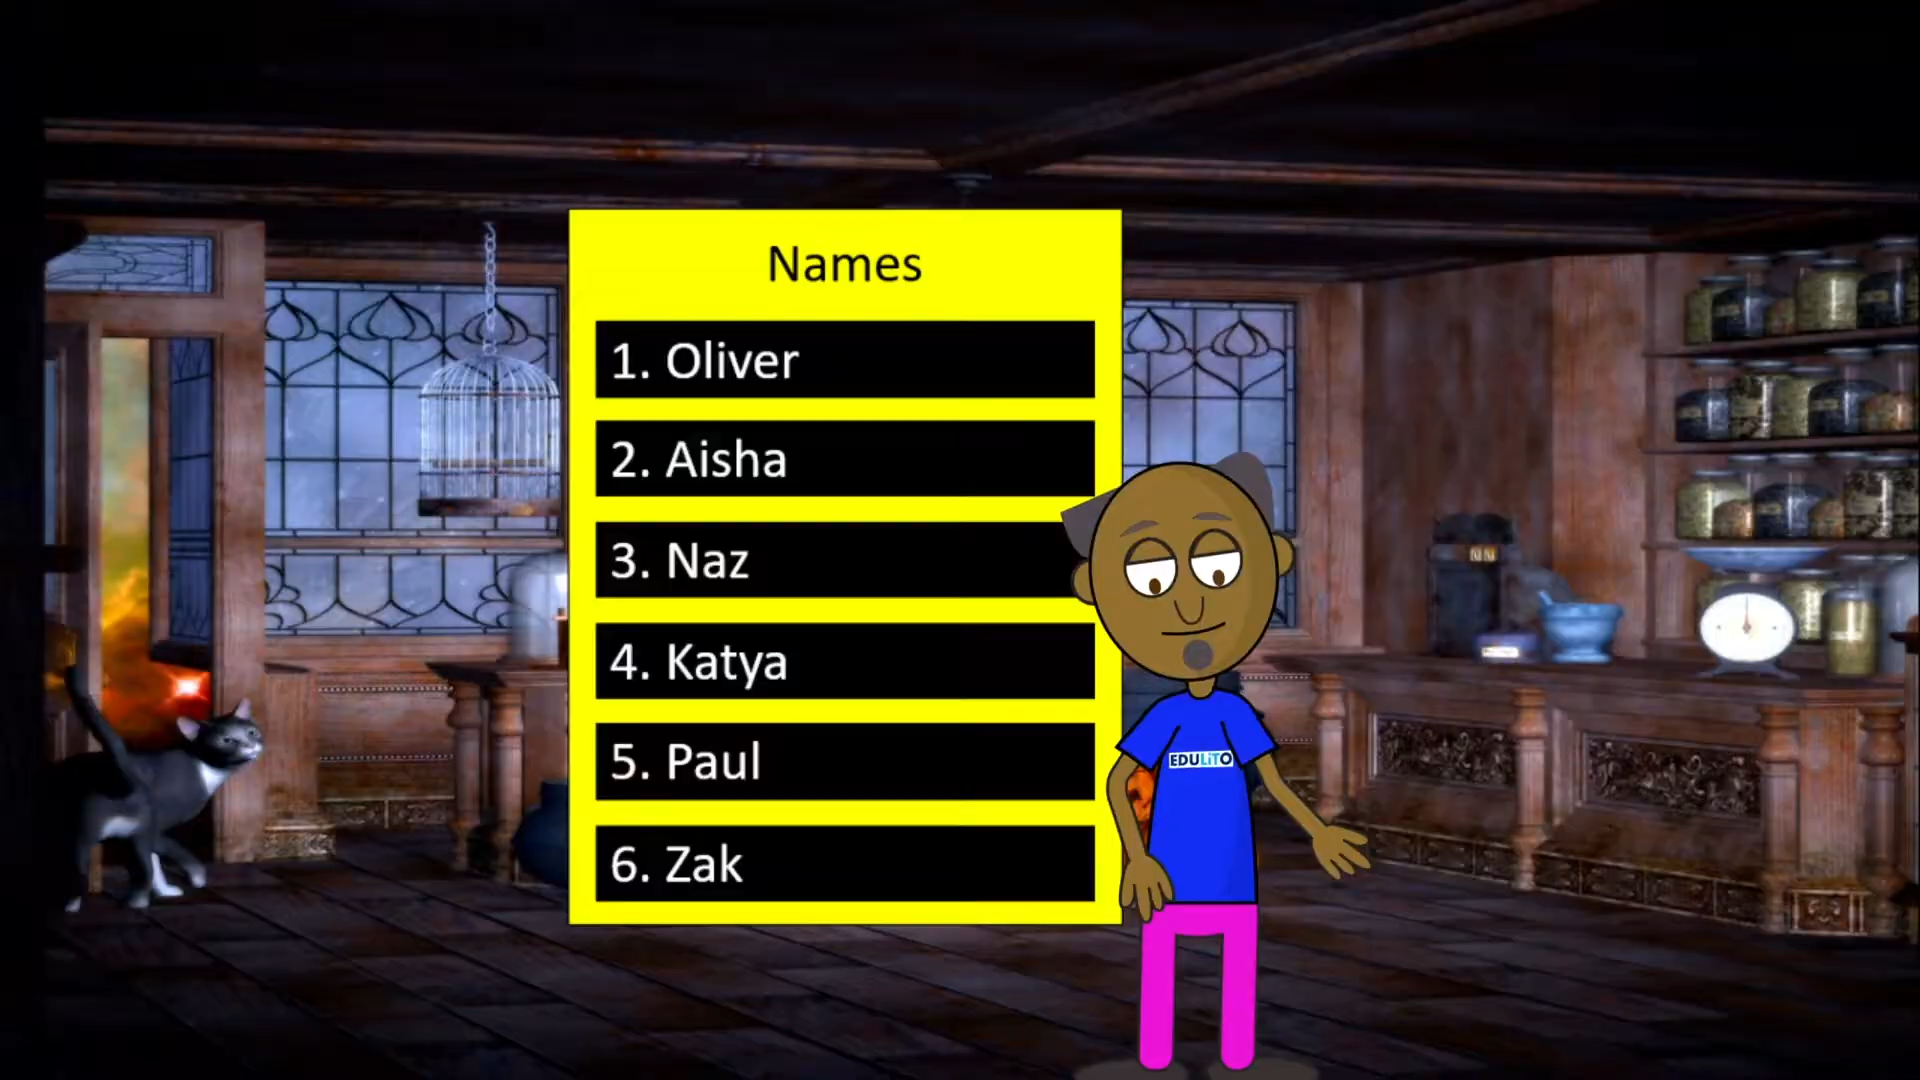 Names
1. Oliver
2. Aisha
3. Naz
4. Katya
5. Paul
6. Zak
EDULiTO